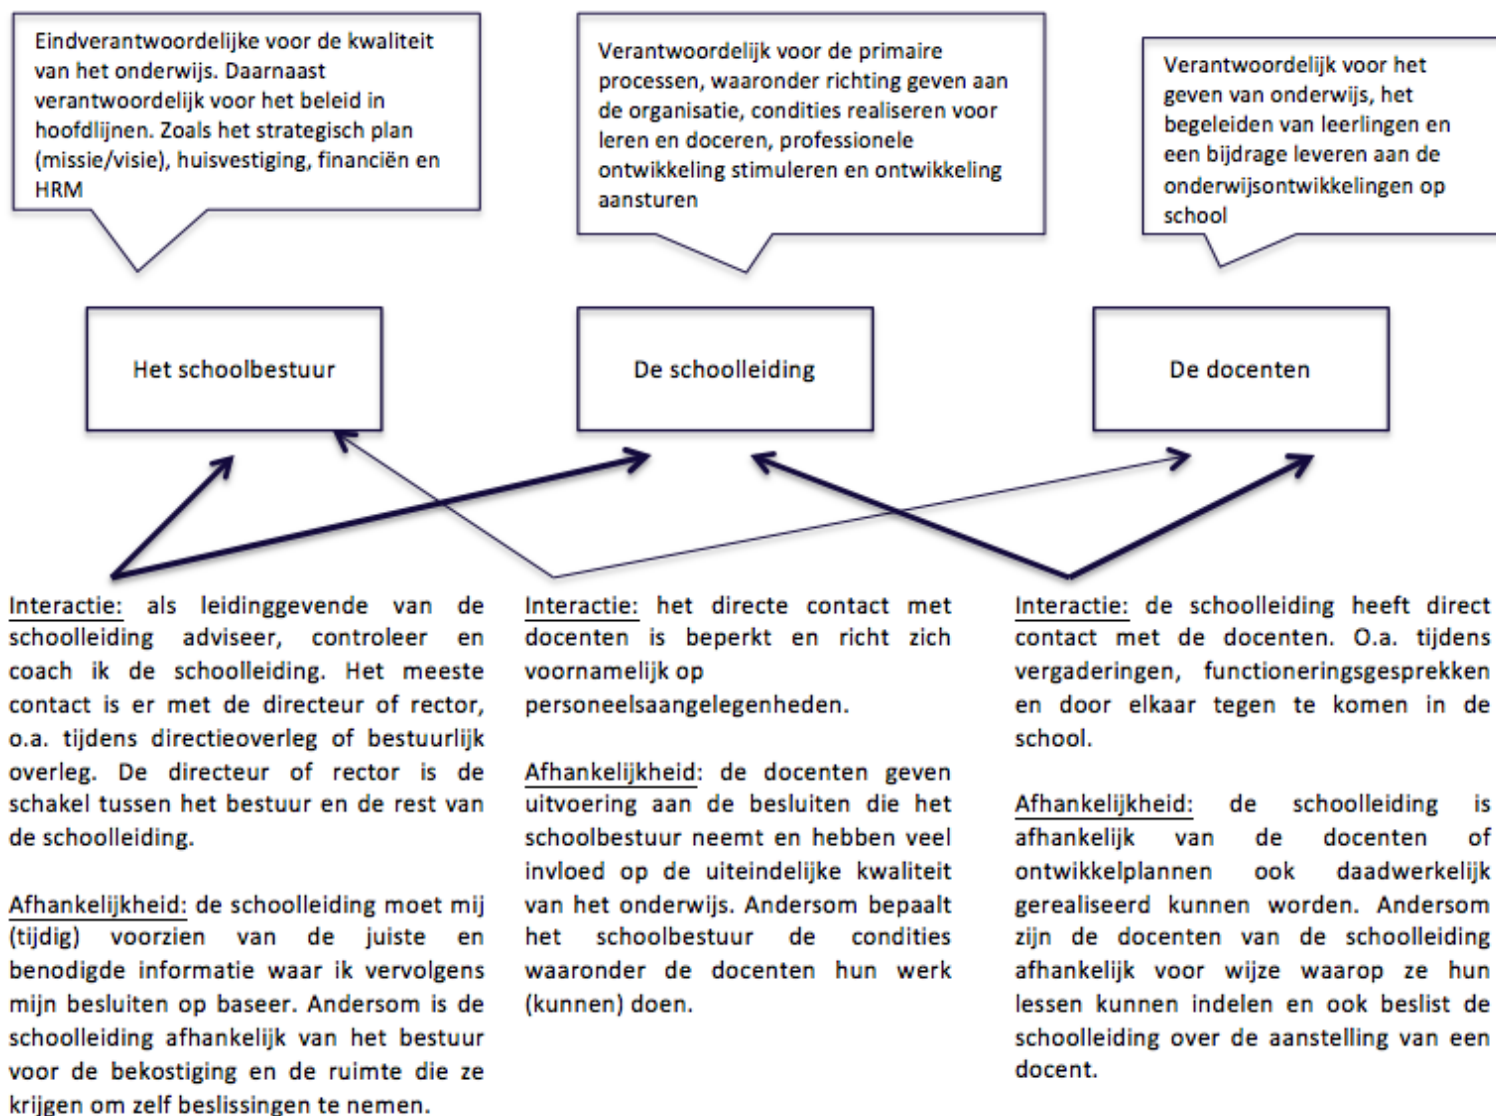 Eindverantwoordelijke voor de kwaliteit
van het onderwijs. Daarnaast
verantwoordelijk voor het beleid in
hoofdlijnen. Zoals het strategisch plan
(missie/visie), huisvestiging, financiën en
HRM
Verantwoordelijk voor de primaire
processen, waaronder richting geven aan
de organisatie, condities realiseren voor
leren en doceren, professionele
ontwikkeling stimuleren en ontwikkeling
aansturen
Verantwoordelijk voor het
geven van onderwijs, het
begeleiden van leerlingen en
een bijdrage leveren aan de
onderwijsontwikkelingen op
school
Het schoolbestuur
De schoolleiding
De docenten
Interactie: als leidinggevende van de
schoolleiding adviseer, controleer en
coach ik de schoolleiding. Het meeste
contact is er met de directeur of rector,
o.a. tijdens directieoverleg of bestuurlijk
overleg. De directeur of rector is de
schakel tussen het bestuur en de rest van
de schoolleiding.
Afhankelijkheid: de schoolleiding moet mij
(tijdig) voorzien van de juiste en
benodigde informatie waar ik vervolgens
mijn besluiten op baseer. Andersom is de
schoolleiding afhankelijk van het bestuur
voor de bekostiging en de ruimte die ze
krijgen om zelf beslissingen te nemen.
Interactie: het directe contact met
docenten is beperkt en richt zich
voornamelijk op
personeelsaangelegenheden.
Afhankelijkheid: de docenten geven
uitvoering aan de besluiten die het
schoolbestuur neemt en hebben veel
invloed op de uiteindelijke kwaliteit
van het onderwijs. Andersom bepaalt
het schoolbestuur de condities
waaronder de docenten hun werk
(kunnen) doen.
Interactie: de schoolleiding heeft direct
contact met de docenten. O.a. tijdens
vergaderingen, functioneringsgesprekken
en door elkaar tegen te komen in de
school.
Afhankelijkheid: de schoolleiding is
afhankelijk van de docenten of
ontwikkelplannen ook daadwerkelijk
gerealiseerd kunnen worden. Andersom
zijn de docenten van de schoolleiding
afhankelijk voor wijze waarop ze hun
lessen kunnen indelen en ook beslist de
schoolleiding over de aanstelling van een
docent.